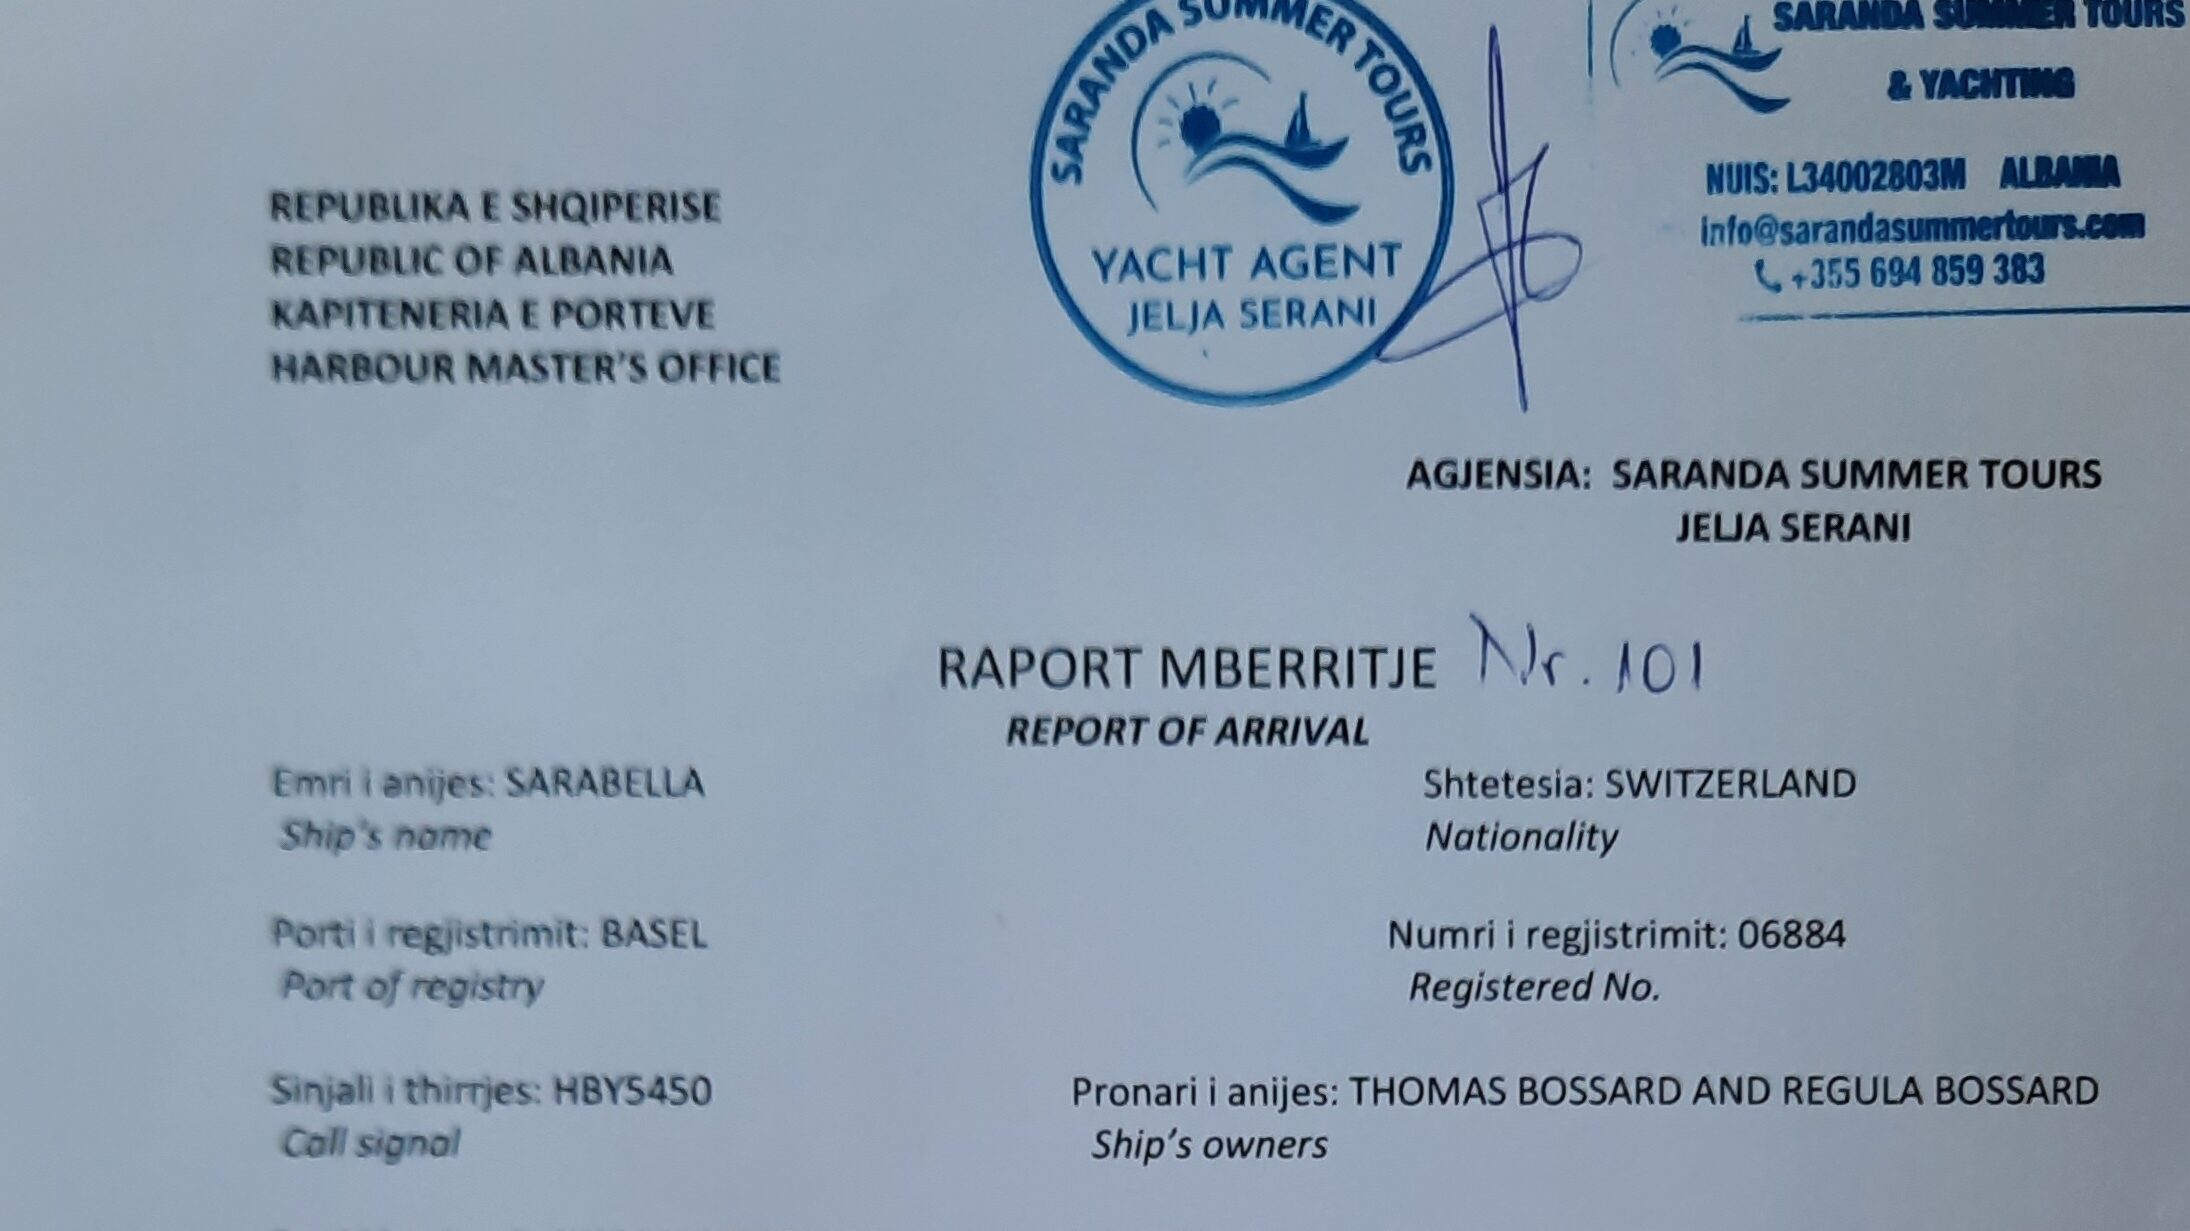 SARANDA SUMMER TOURS
YACHT AGENT
JELJA SERANI
SARANDA SUMMER TOURS
& YACHTING
NUIS: L34002803M ALBANIA
info@sarandasummertours.com
+355 694 859 383
REPUBLIKA E SHQIPERISE
REPUBLIC OF ALBANIA
KAPITENERIA E PORTEVE
HARBOUR MASTER'S OFFICE
AGJENSIA: SARANDA SUMMER TOURS
JELJA SERANI
RAPORT MBERRITJE Nr. 101
REPORT OF ARRIVAL
Emri i anijes: SARABELLA
Shtetesia: SWITZERLAND
Ship's name
Nationality
Porti i regjistrimit: BASEL
Numri i regjistrimit: 06884
Port of registry
Registered No.
Sinjali i thirrjes: HBY5450
Pronari i anijes: THOMAS BOSSARD AND REGULA BOSSARD
Call signal
Ship's owners